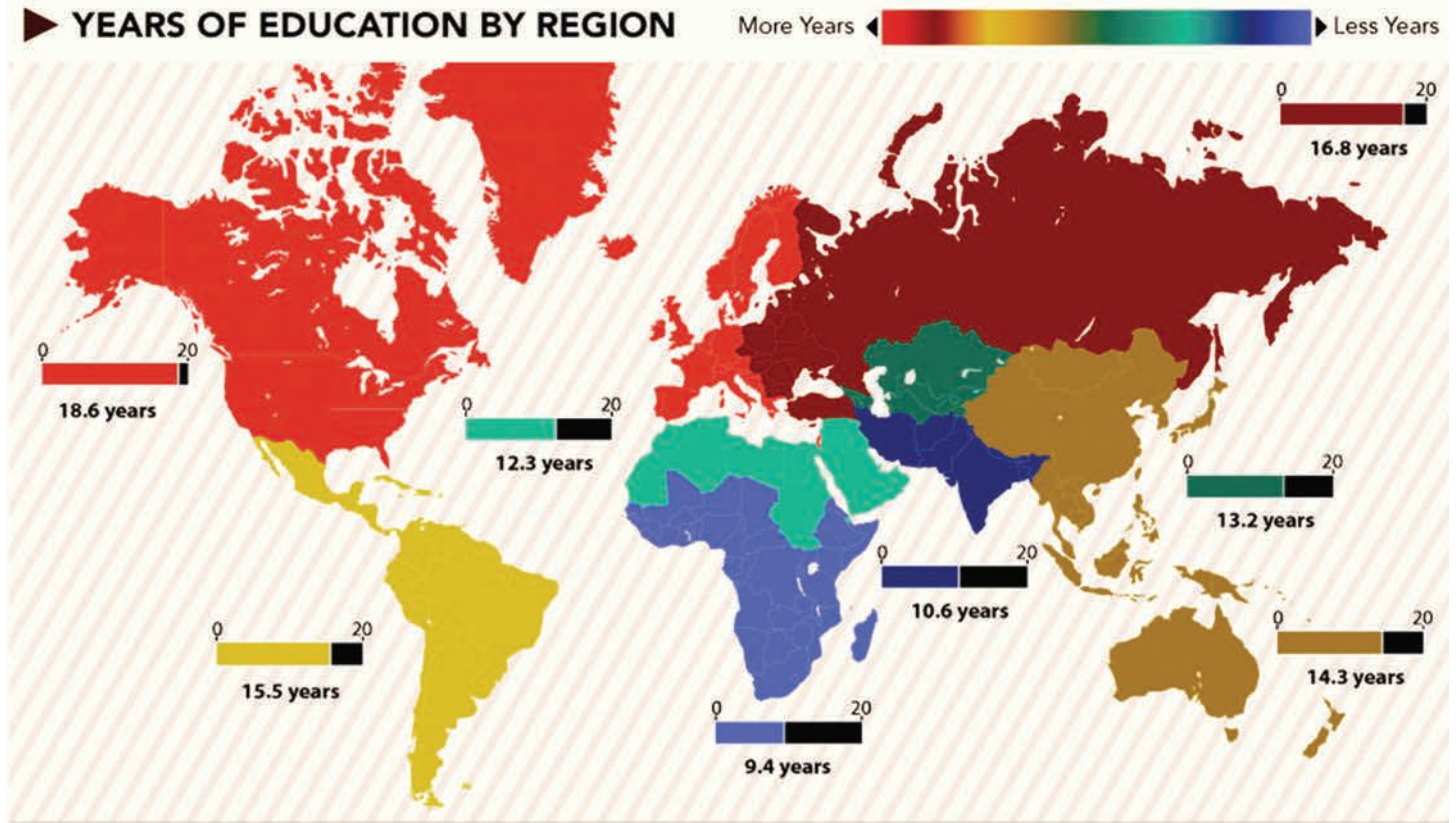 YEARS OF EDUCATION BY REGION
More Years Less Years
0 20
16.8 years
0 20
18.6 years
0 20
12.3 years
0 20
13.2 years
0 20
10.6 years
0 20
15.5 years
0 20
14.3 years
0 20
9.4 years